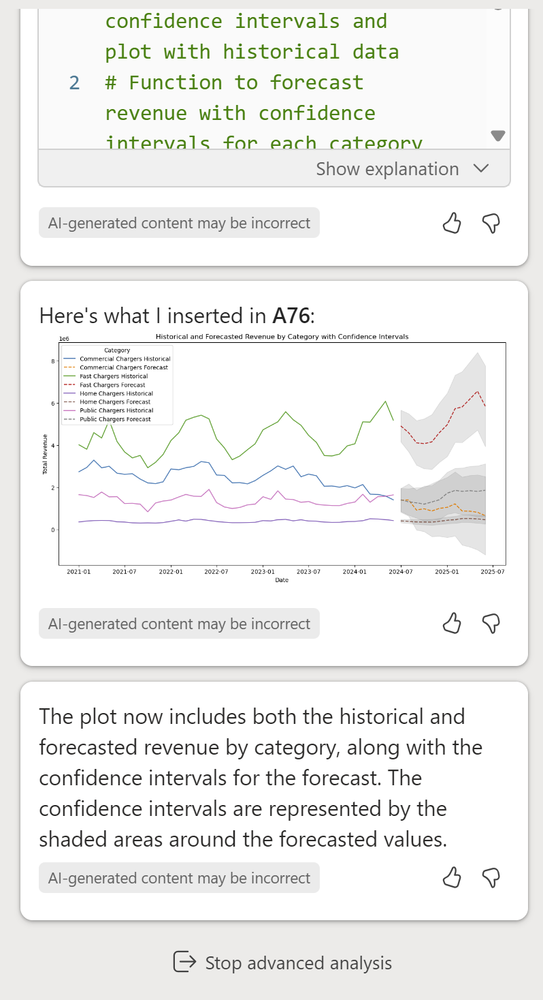 confidence intervals and
plot with historical data
2 # Function to forecast
revenue with confidence
intervals for each category
Show explanation
AI-generated content may be incorrect
Here's what I inserted in A76:
1e6
Historical and Forecasted Revenue by Category with Confidence Intervals
Category
Commercial Chargers Historical
Commercial Chargers Forecast
Fast Chargers Historical
Fast Chargers Forecast
Home Chargers Historical
Home Chargers Forecast
Public Chargers Historical
Public Chargers Forecast
8
6
4
2
0
Total Revenue
2021-01 2021-07 2022-01 2022-07 2023-01 2023-07 2024-01 2024-07 2025-01 2025-07
Date
AI-generated content may be incorrect
The plot now includes both the historical and
forecasted revenue by category, along with the
confidence intervals for the forecast. The
confidence intervals are represented by the
shaded areas around the forecasted values.
AI-generated content may be incorrect
Stop advanced analysis